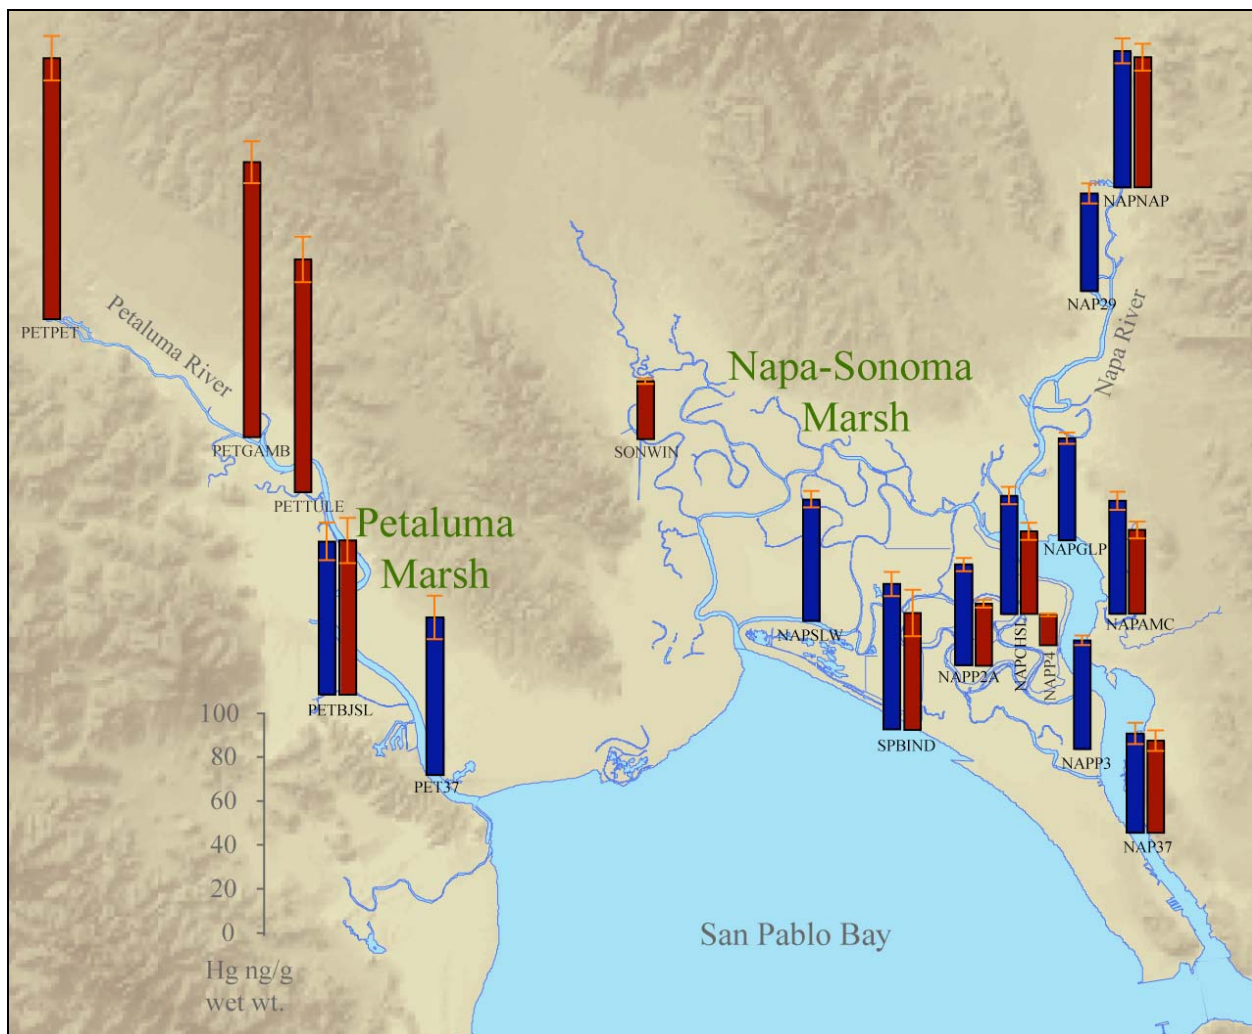 NAPNAP
NAP29
PETPET
Petaluma River
Napa River
Napa-Sonoma
Marsh
PETGAMB
SONWIN
PETTULE
Petaluma
Marsh
NAPGLP
NAPSLW
NAPCHSL
NAPAMC
NAPP4
NAPP2A
PETBJSL
SPBIND
NAPP3
PET37
NAP37
100
80
60
40
20
0
San Pablo Bay
Hg ng/g
wet wt.